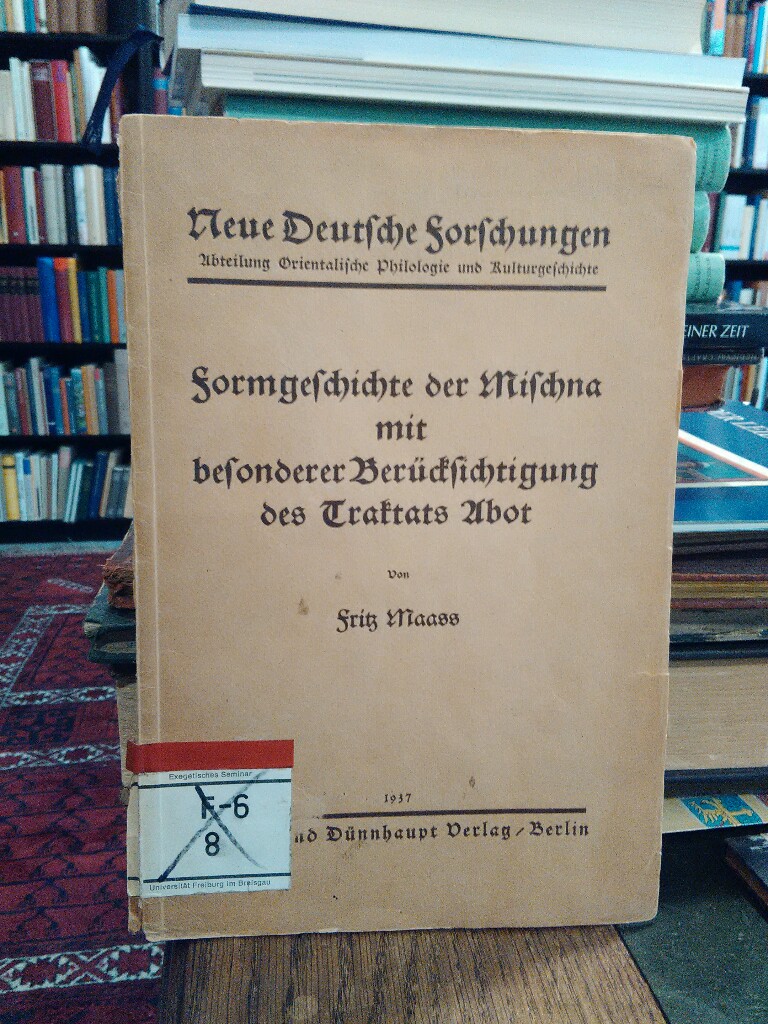 Neue Deutsche Forschungen
Abteilung Orientalische Philologie und Kulturgeschichte
Formgeschichte der Mischna
mit
besonderer Berücksichtigung
des Traktats Abot
Von
Fritz Maass
1937
nd Dünnhaupt Verlag / Berlin
Exegetisches Seminar
F-6
8
Universität Freiburg im Breisgau
EINER ZEIT